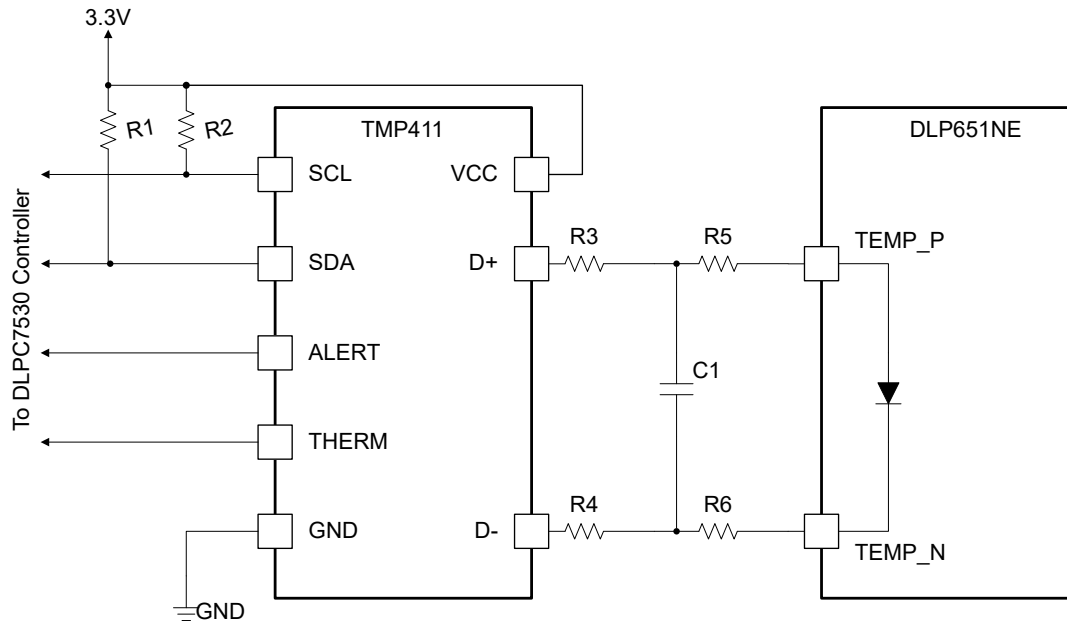 3.3V
R1
R2
TMP411
DLP651NE
SCL
VCC
SDA
D+
R3
R5
TEMP_P
To DLPC7530 Controller
ALERT
C1
THERM
GND
D-
R4
R6
TEMP_N
GND